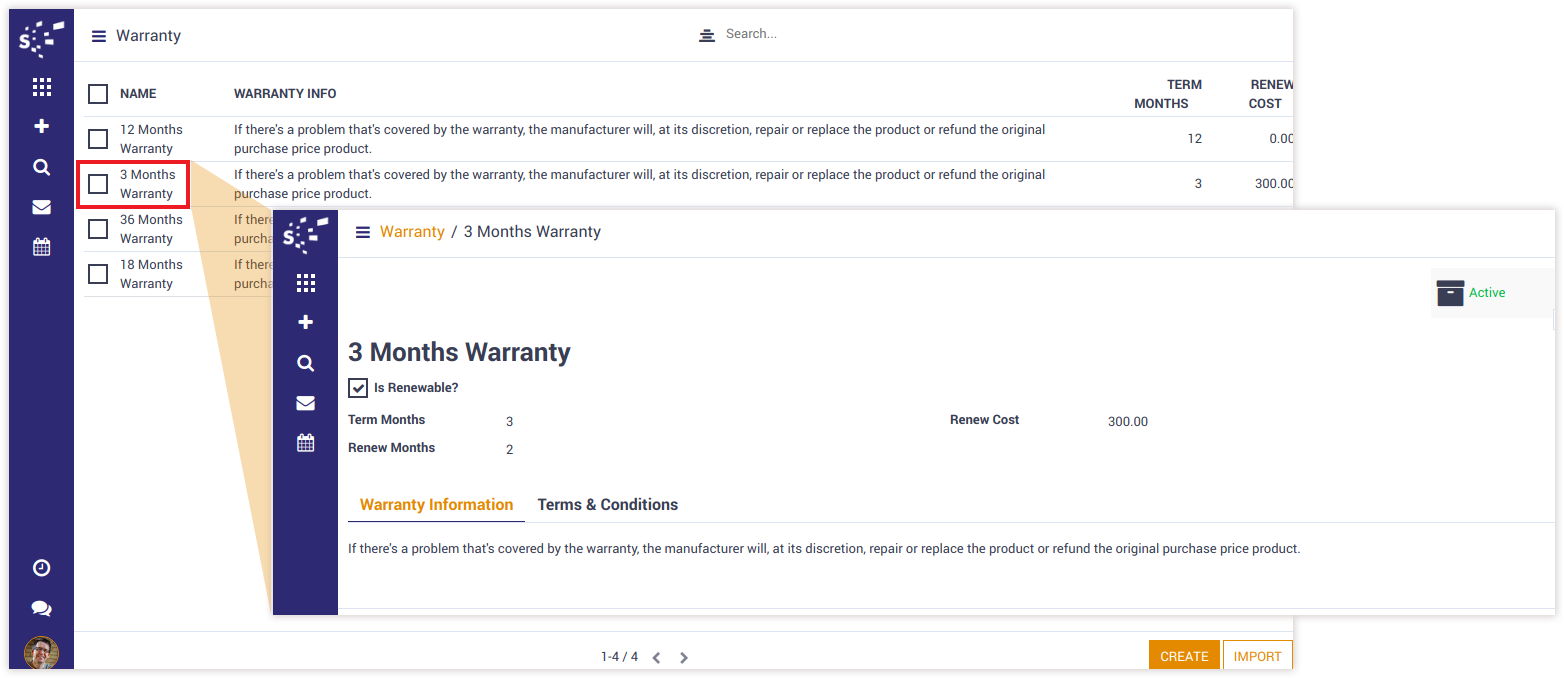 Warranty
Search...
NAME WARRANTY INFO TERM MONTHS RENEW COST
12 Months Warranty
If there's a problem that's covered by the warranty, the manufacturer will, at its discretion, repair or replace the product or refund the original
purchase price product.
12 0.00
3 Months Warranty
If there's a problem that's covered by the warranty, the manufacturer will, at its discretion, repair or replace the product or refund the original
purchase price product.
3 300.00
36 Months Warranty
If there
purcha
18 Months Warranty
If there
purcha
Warranty / 3 Months Warranty
Active
3 Months Warranty
Is Renewable?
Term Months 3 Renew Cost 300.00
Renew Months 2
Warranty Information Terms & Conditions
If there's a problem that's covered by the warranty, the manufacturer will, at its discretion, repair or replace the product or refund the original purchase price product.
1-4 / 4
CREATE IMPORT